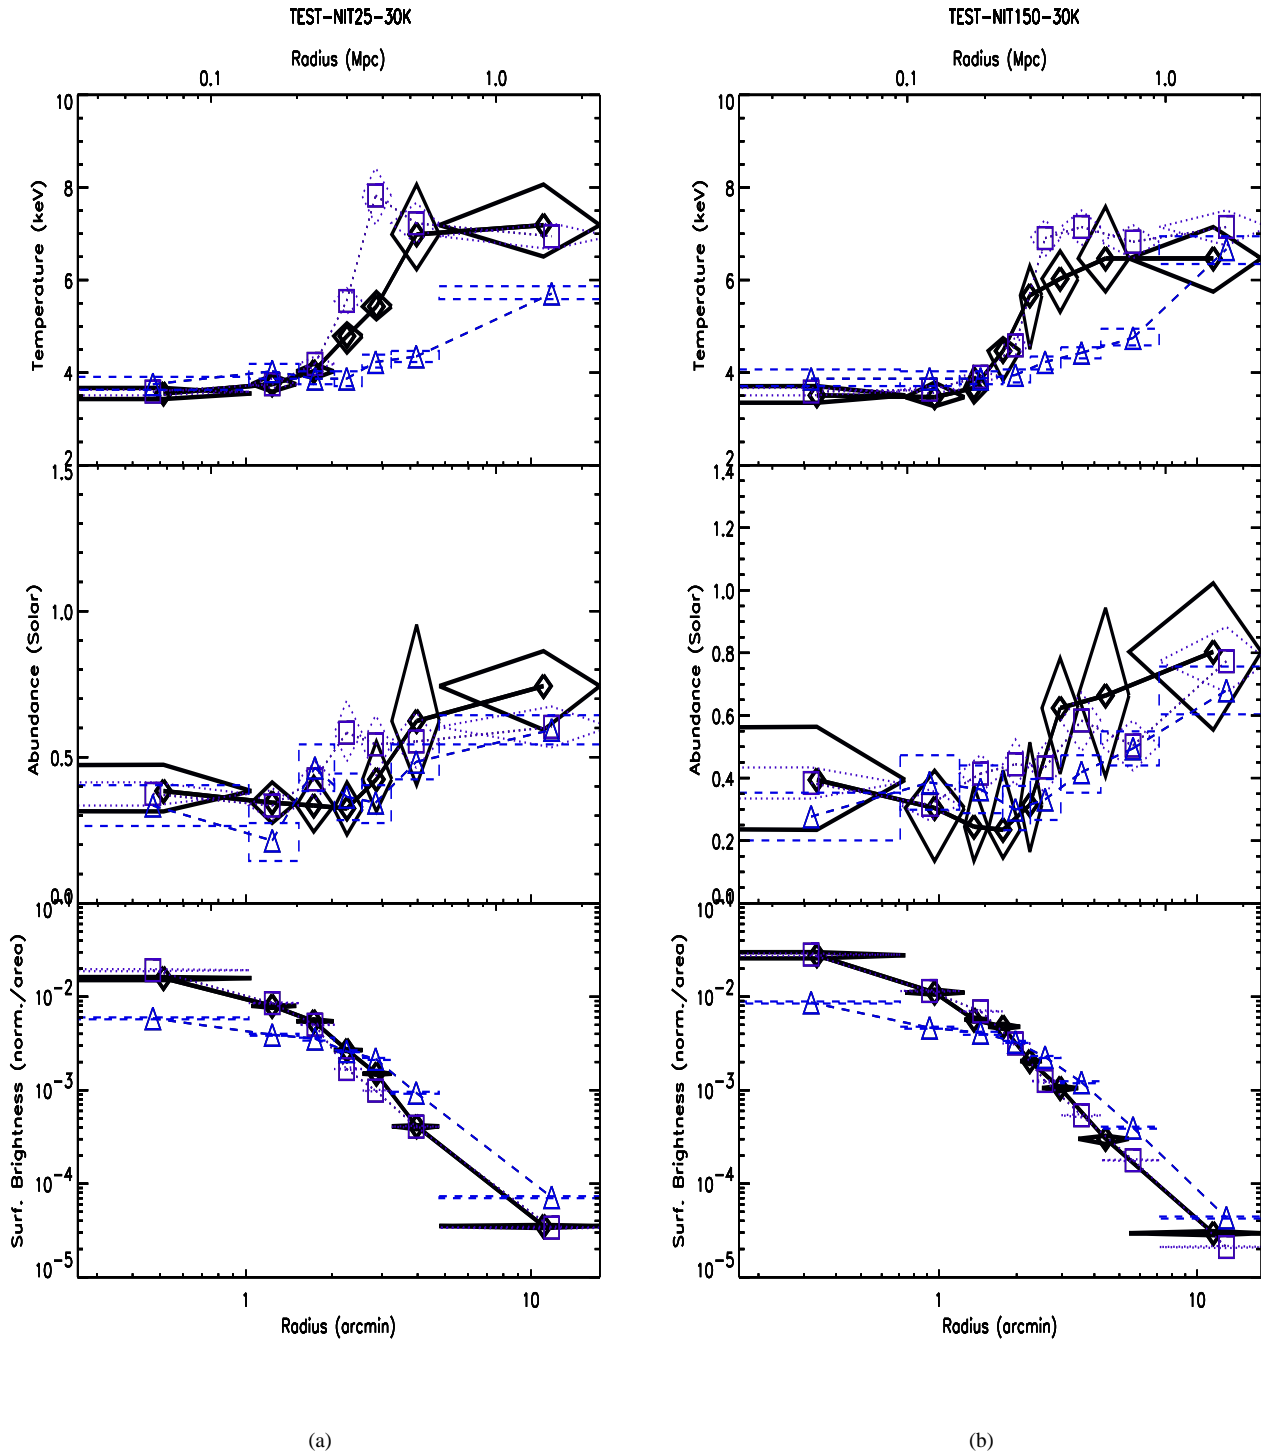 TEST-NIT25-30K
Radius (Mpc)
0.1 1.0
Temperature (keV)
10
8
6
4
2
Abundance (Solar)
1.5
1.0
0.5
0.0
Surf. Brightness (norm./area)
10^-1
10^-2
10^-3
10^-4
10^-5
1 10
Radius (arcmin)
(a)
TEST-NIT150-30K
Radius (Mpc)
0.1 1.0
Temperature (keV)
10
8
6
4
2
Abundance (Solar)
1.4
1.2
1.0
0.8
0.6
0.4
0.2
0.0
Surf. Brightness (norm./area)
10^-1
10^-2
10^-3
10^-4
10^-5
1 10
Radius (arcmin)
(b)